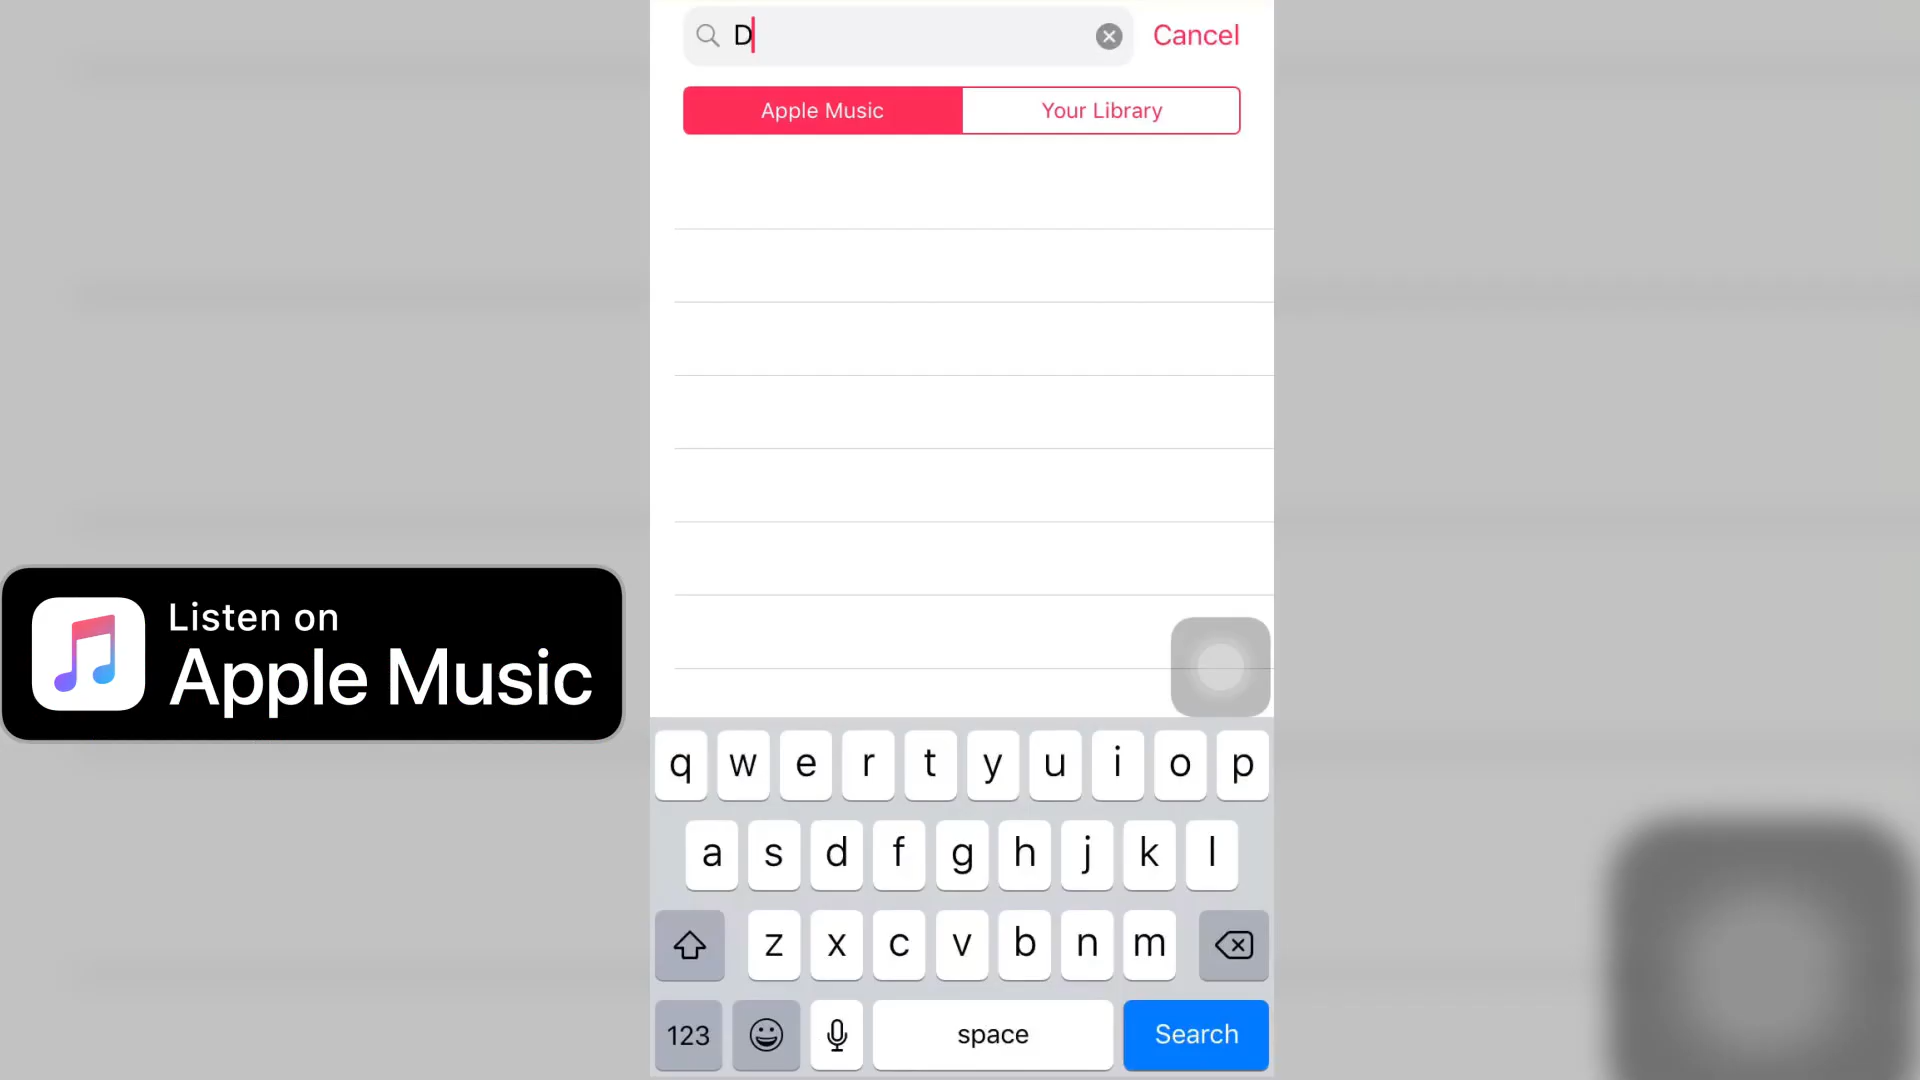 D
Cancel
Apple Music
Your Library
Listen on
Apple Music
q w e r t y u i o p
a s d f g h j k l
z x c v b n m
123
space
Search